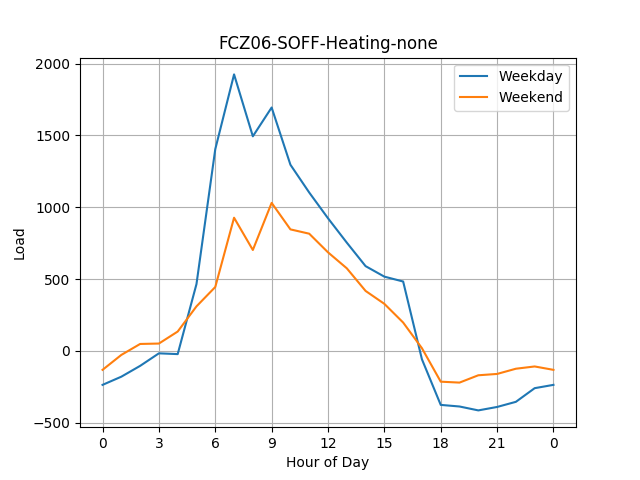 FCZ06-SOFF-Heating-none
Weekday
Weekend
2000
1500
1000
500
0
−500
Load
0 3 6 9 12 15 18 21 0
Hour of Day